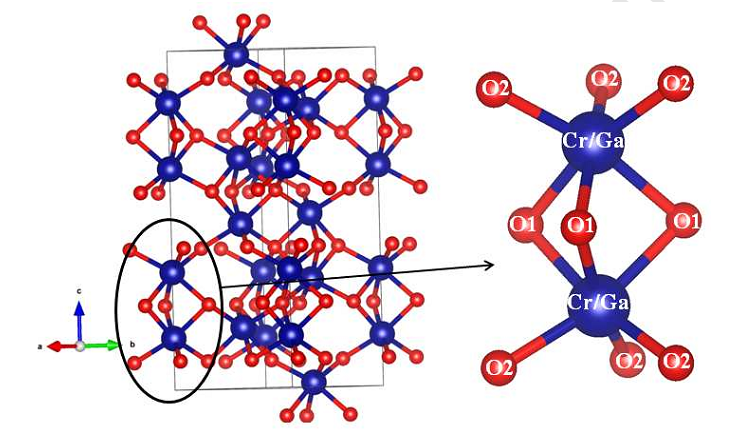 O2 O2 O2
Cr/Ga
O1 O1 O1
c
Cr/Ga
a b
O2 O2 O2